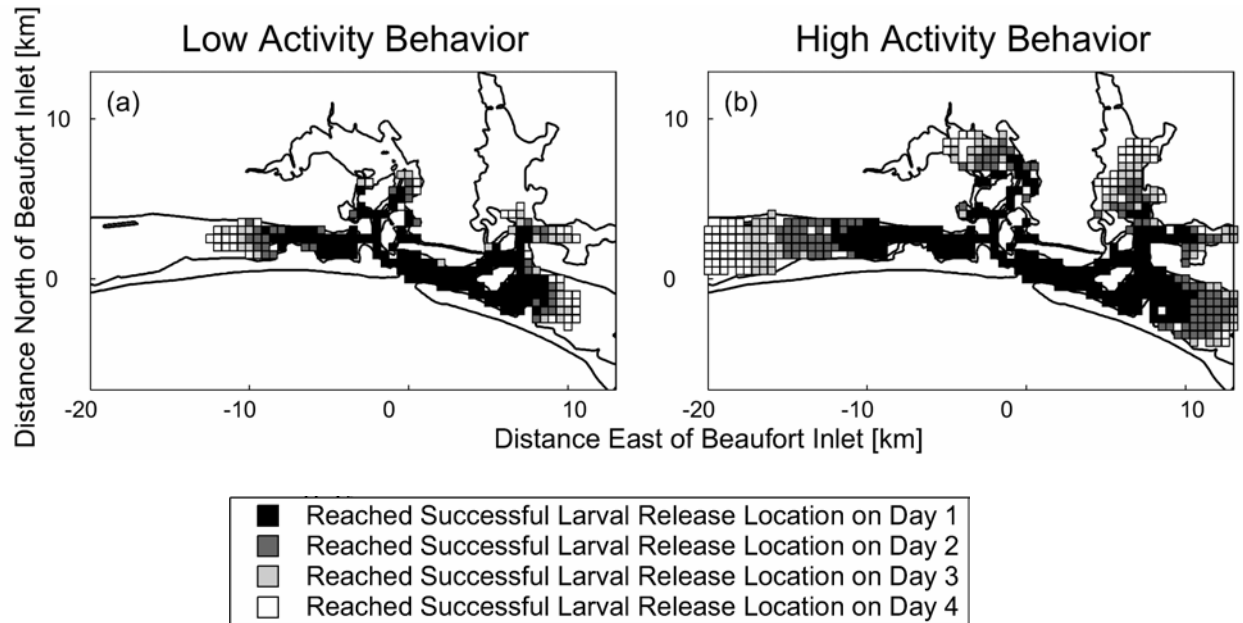 Low Activity Behavior
High Activity Behavior
Distance North of Beaufort Inlet [km]
(a)
(b)
10
10
0
0
-20
-10
0
10
-20
-10
0
10
Distance East of Beaufort Inlet [km]
Reached Successful Larval Release Location on Day 1
Reached Successful Larval Release Location on Day 2
Reached Successful Larval Release Location on Day 3
Reached Successful Larval Release Location on Day 4